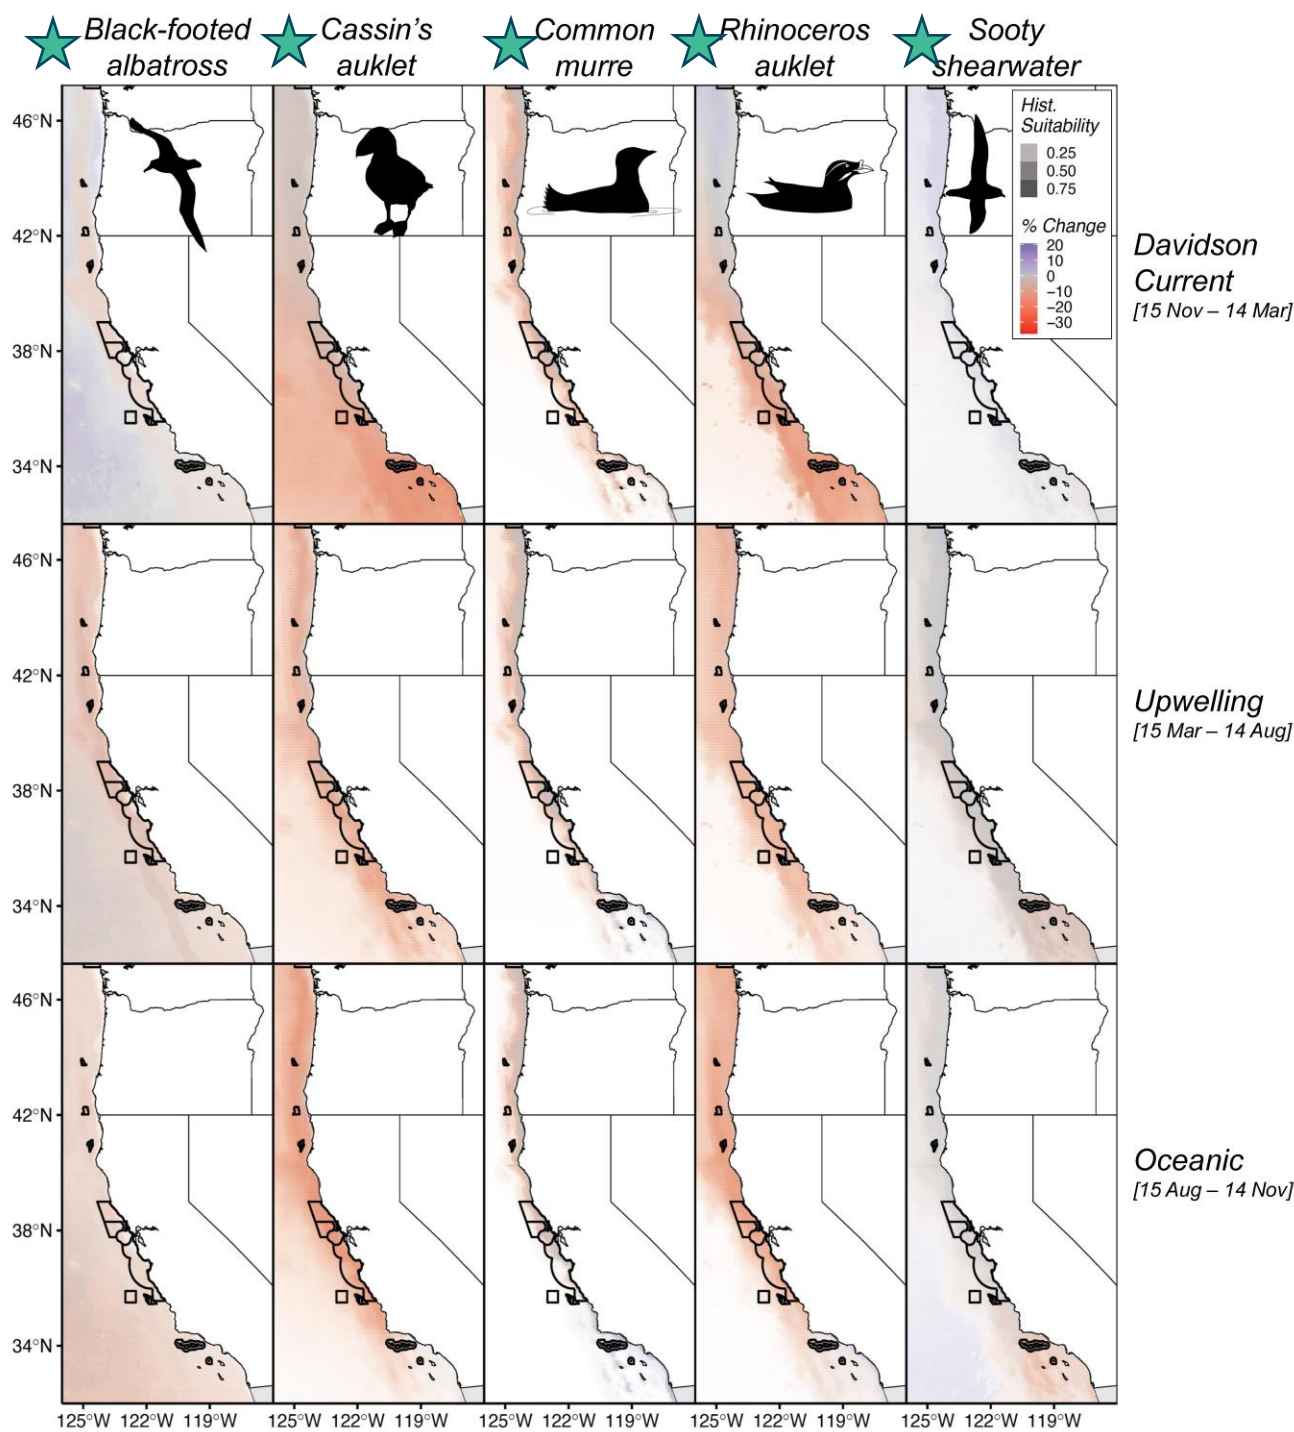 Black-footed
albatross
Cassin's
auklet
Common
murre
Rhinoceros
auklet
Sooty
shearwater
46°N
42°N
38°N
34°N
Hist.
Suitability
0.25
0.50
0.75
% Change
20
10
0
−10
−20
−30
Davidson
Current
[15 Nov – 14 Mar]
46°N
42°N
38°N
34°N
Upwelling
[15 Mar – 14 Aug]
46°N
42°N
38°N
34°N
Oceanic
[15 Aug – 14 Nov]
125°W 122°W 119°W
125°W 122°W 119°W
125°W 122°W 119°W
125°W 122°W 119°W
125°W 122°W 119°W